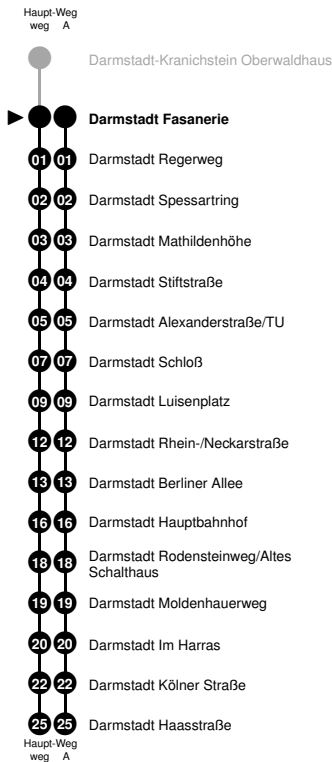 Haupt-Weg
weg A
Darmstadt-Kranichstein Oberwaldhaus
Darmstadt Fasanerie
01 01 Darmstadt Regerweg
02 02 Darmstadt Spessartring
03 03 Darmstadt Mathildenhöhe
04 04 Darmstadt Stiftstraße
05 05 Darmstadt Alexanderstraße/TU
07 07 Darmstadt Schloß
09 09 Darmstadt Luisenplatz
12 12 Darmstadt Rhein-/Neckarstraße
13 13 Darmstadt Berliner Allee
16 16 Darmstadt Hauptbahnhof
18 18 Darmstadt Rodensteinweg/Altes
Schalthaus
19 19 Darmstadt Moldenhauerweg
20 20 Darmstadt Im Harras
22 22 Darmstadt Kölner Straße
25 25 Darmstadt Haasstraße
Haupt-Weg
weg A